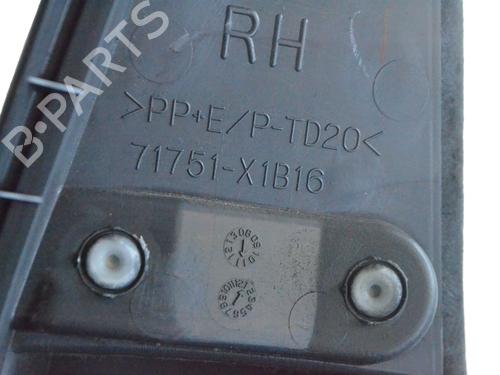 RH
>PP+E/P-TD20<
71751-X1B16
B-PARTS